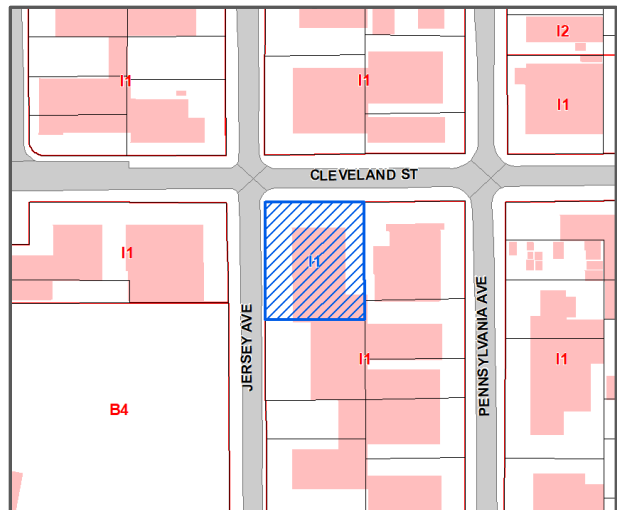 I2
I1
I1
I1
CLEVELAND ST
I1
I1
JERSEY AVE
PENNSYLVANIA AVE
I1
I1
B4